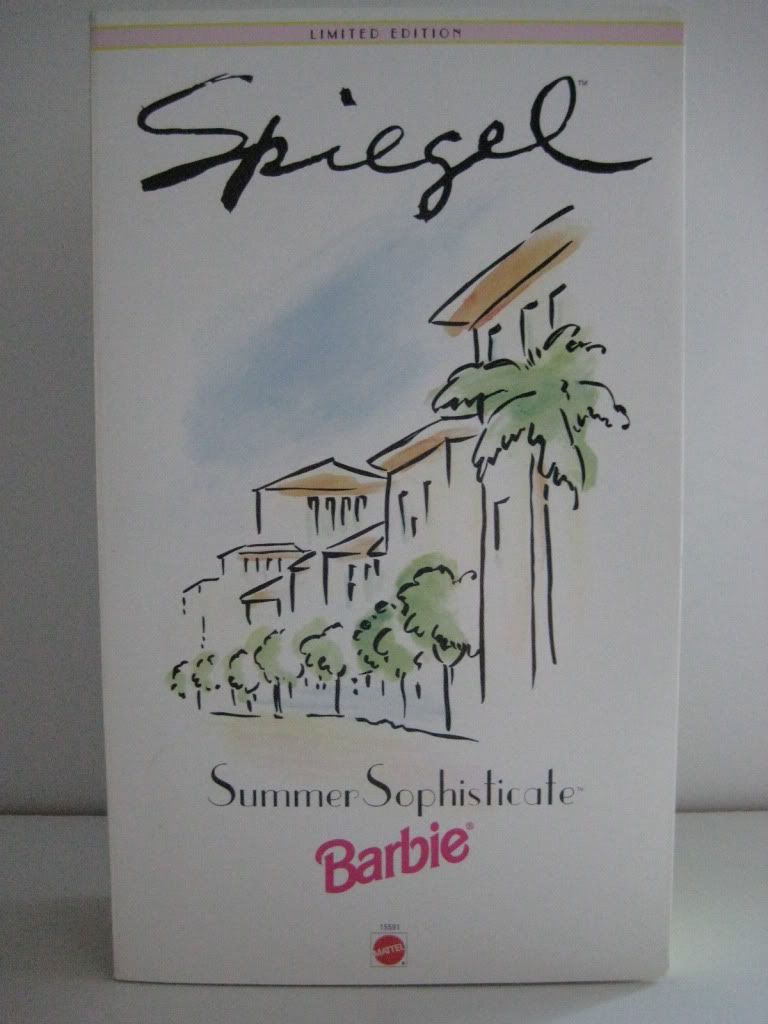 LIMITED EDITION
Spiegel™
Summer Sophisticate™
Barbie®
15591
MATTEL®